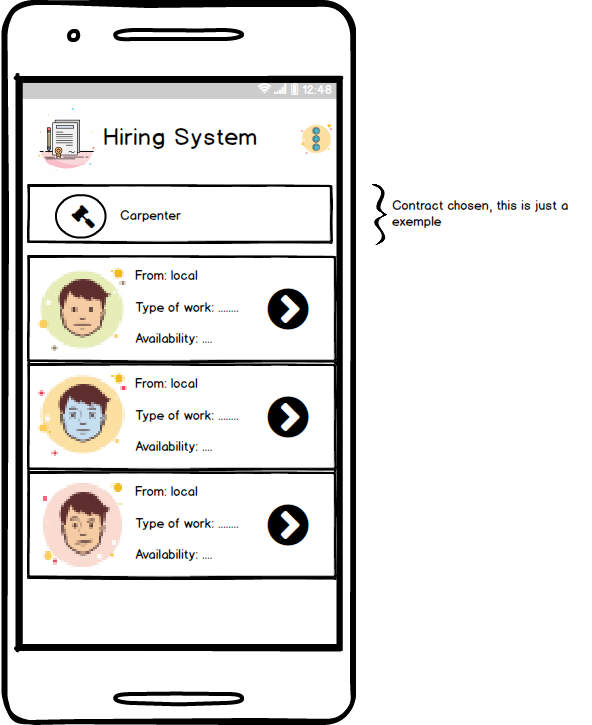 12:48
Hiring System
Carpenter
Contract chosen, this is just a
exemple
From: local
Type of work: ........
Availability: ....
From: local
Type of work: ........
Availability: ....
From: local
Type of work: ........
Availability: ....